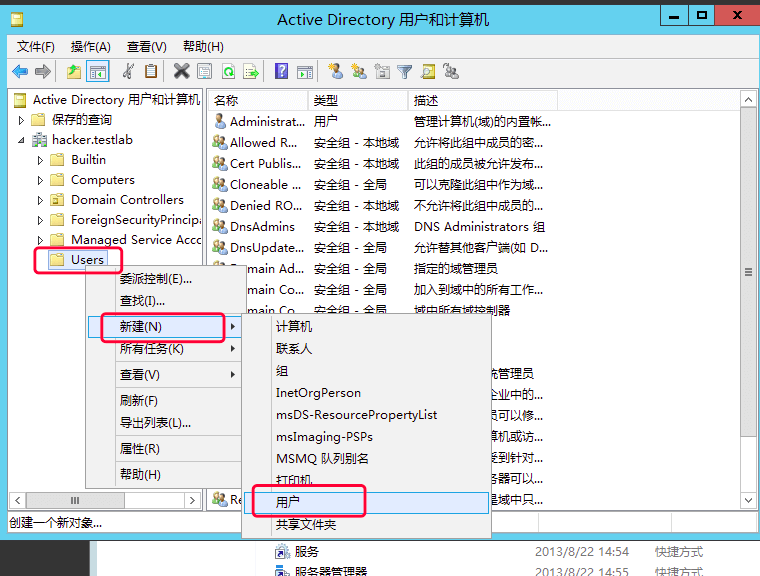 Active Directory 用户和计算机
文件(F) 操作(A) 查看(V) 帮助(H)
Active Directory 用户和计算机
保存的查询
hacker.testlab
Builtin
Computers
Domain Controllers
ForeignSecurityPrincipa
Managed Service Acco
Users
名称 类型 描述
Administrat... 用户 管理计算机(域)的内置帐...
Allowed R... 安全组 - 本地域 允许将此组中成员的密...
Cert Publis... 安全组 - 本地域 此组的成员被允许发布...
Cloneable ... 安全组 - 全局 可以克隆此组中作为域...
Denied RO... 安全组 - 本地域 不允许将此组中成员的...
DnsAdmins 安全组 - 本地域 DNS Administrators 组
DnsUpdate... 安全组 - 全局 允许替其他客户端(如 D...
omain Ad... 安全组 - 全局 指定的域管理员
main Co... 安全组 - 全局 加入到域中的所有工作...
main Co... 安全组 - 全局 域中所有域控制器
统管理员
企业中的...
员可以修...
算机或访...
受到针对...
务器可以...
是域中只...
Re
委派控制(E)...
查找(I)...
新建(N)
所有任务(K)
查看(V)
刷新(F)
导出列表(L)...
属性(R)
帮助(H)
计算机
联系人
组
InetOrgPerson
msDS-ResourcePropertyList
msImaging-PSPs
MSMQ 队列别名
打印机
用户
共享文件夹
创建一个新对象...
服务 2013/8/22 14:54 快捷方式
服务器管理器 2013/8/22 14:55 快捷方式